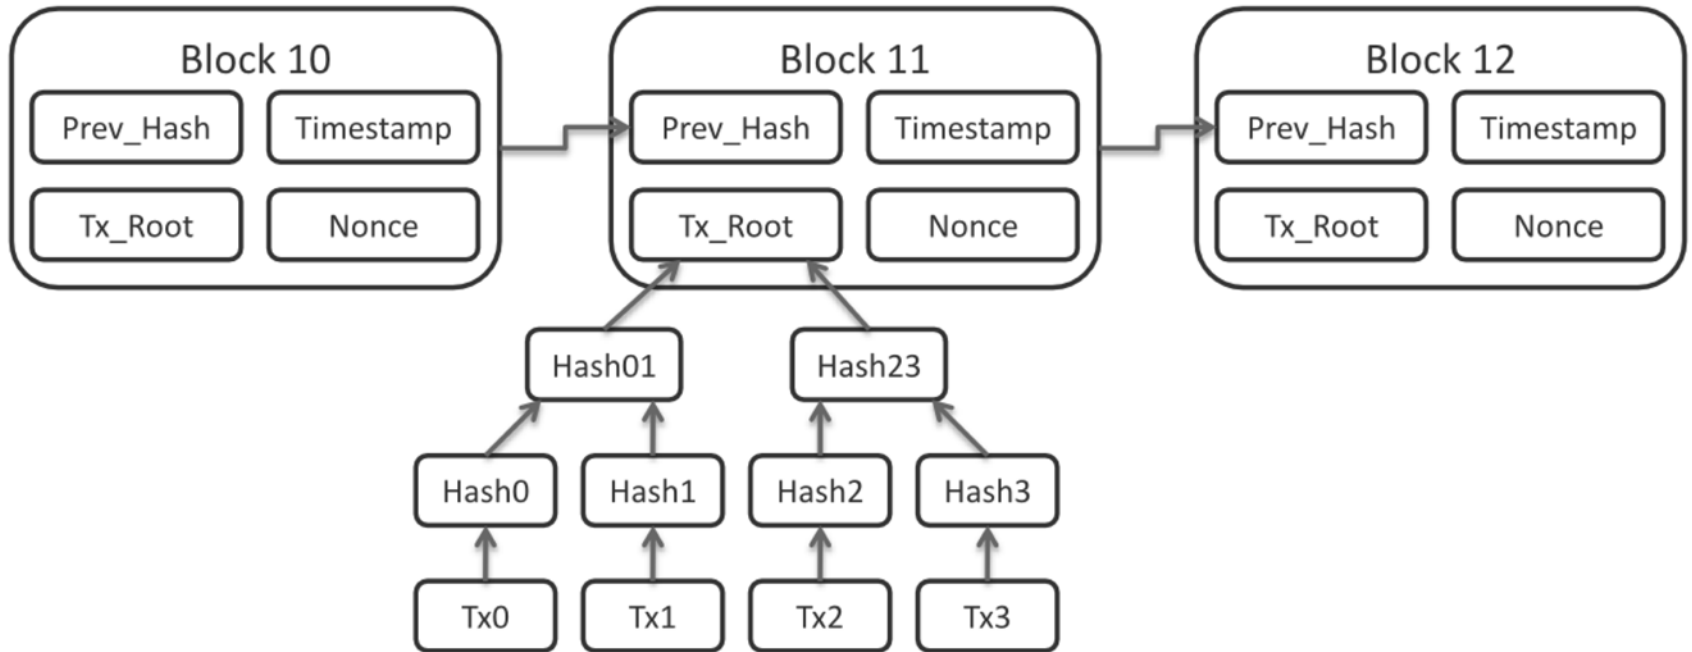 Block 10
Prev_Hash
Timestamp
Tx_Root
Nonce
Block 11
Prev_Hash
Timestamp
Tx_Root
Nonce
Block 12
Prev_Hash
Timestamp
Tx_Root
Nonce
Hash01
Hash23
Hash0
Hash1
Hash2
Hash3
Tx0
Tx1
Tx2
Tx3